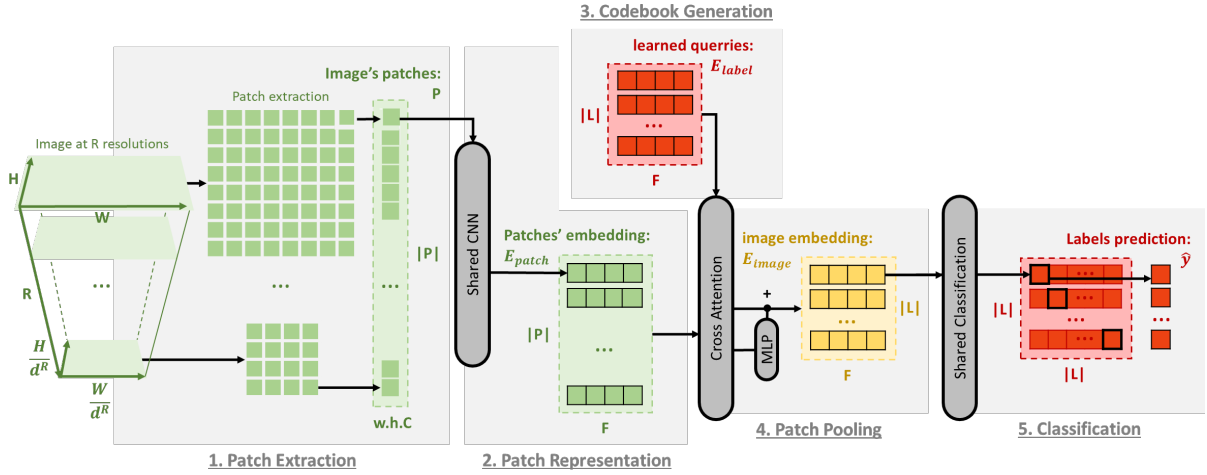 3. Codebook Generation
learned querries:
E_label
|L|
...
F
Image's patches:
P
Patch extraction
Image at R resolutions
H
W
R
...
...
...
|P|
H/d^R
W/d^R
w.h.C
1. Patch Extraction
Shared CNN
Patches' embedding:
E_patch
|P|
...
F
2. Patch Representation
Cross Attention
+
MLP
image embedding:
E_image
|L|
...
F
4. Patch Pooling
Shared Classification
Labels prediction:
ŷ
...
...
|L|
...
...
...
|L|
5. Classification